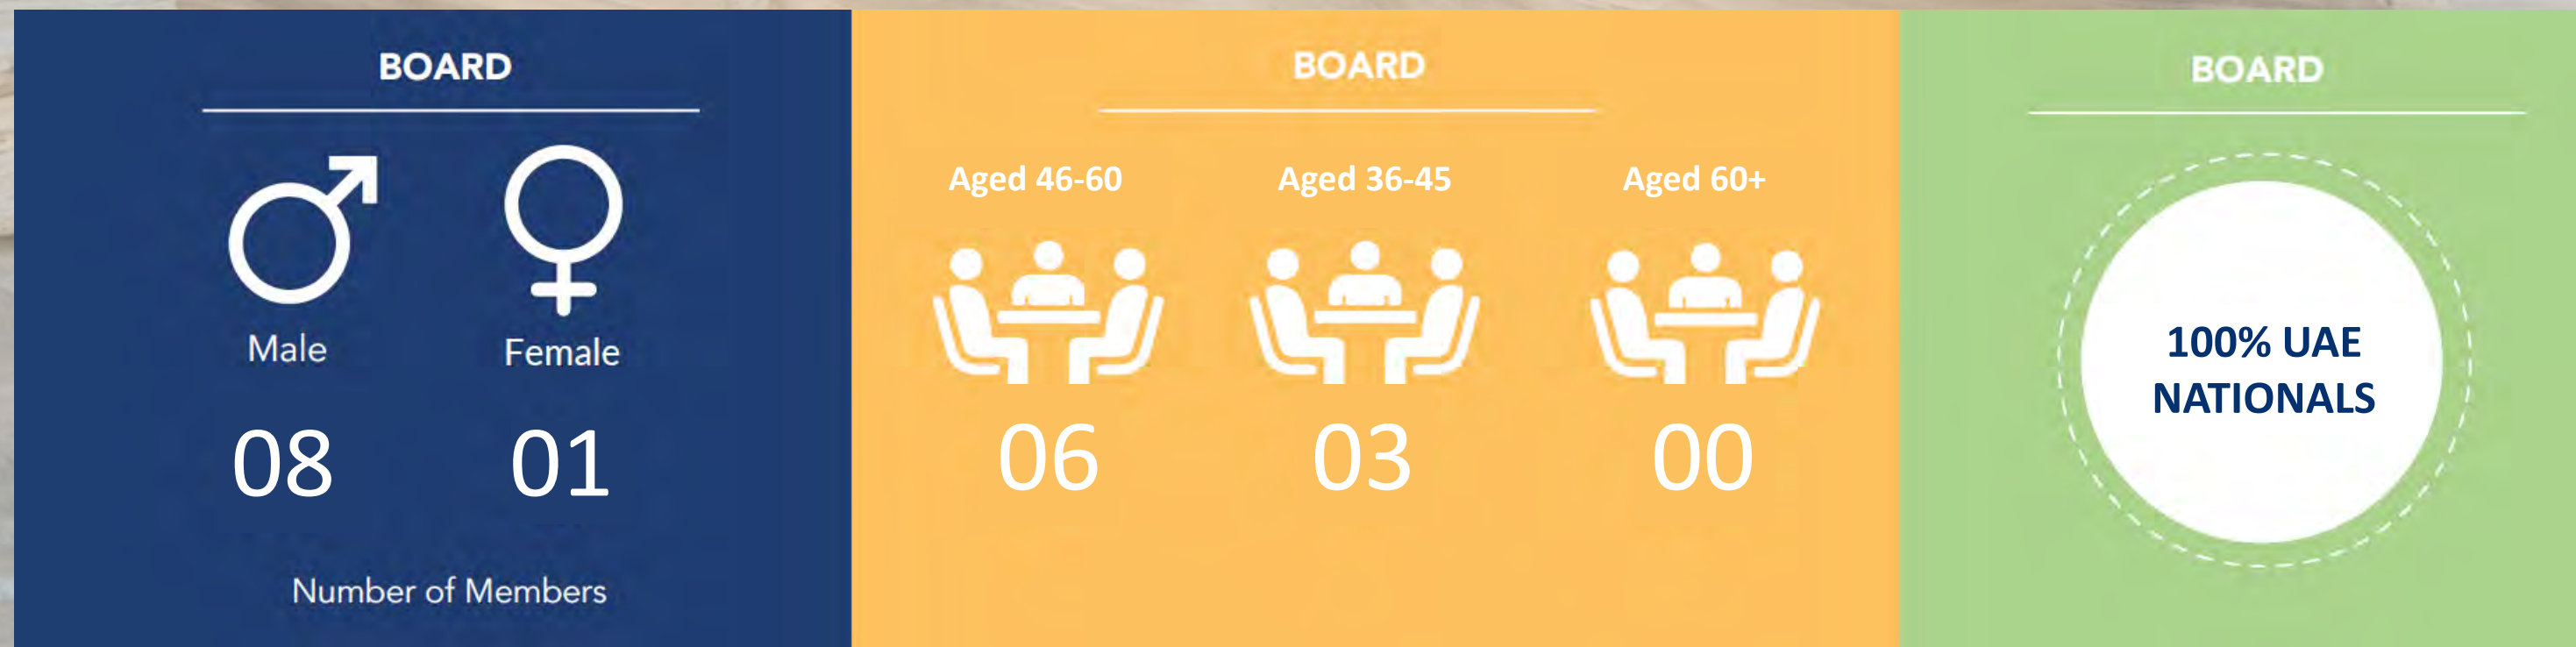 BOARD
Male
Female
08
01
Number of Members
BOARD
Aged 46-60
Aged 36-45
Aged 60+
06
03
00
BOARD
100% UAE
NATIONALS